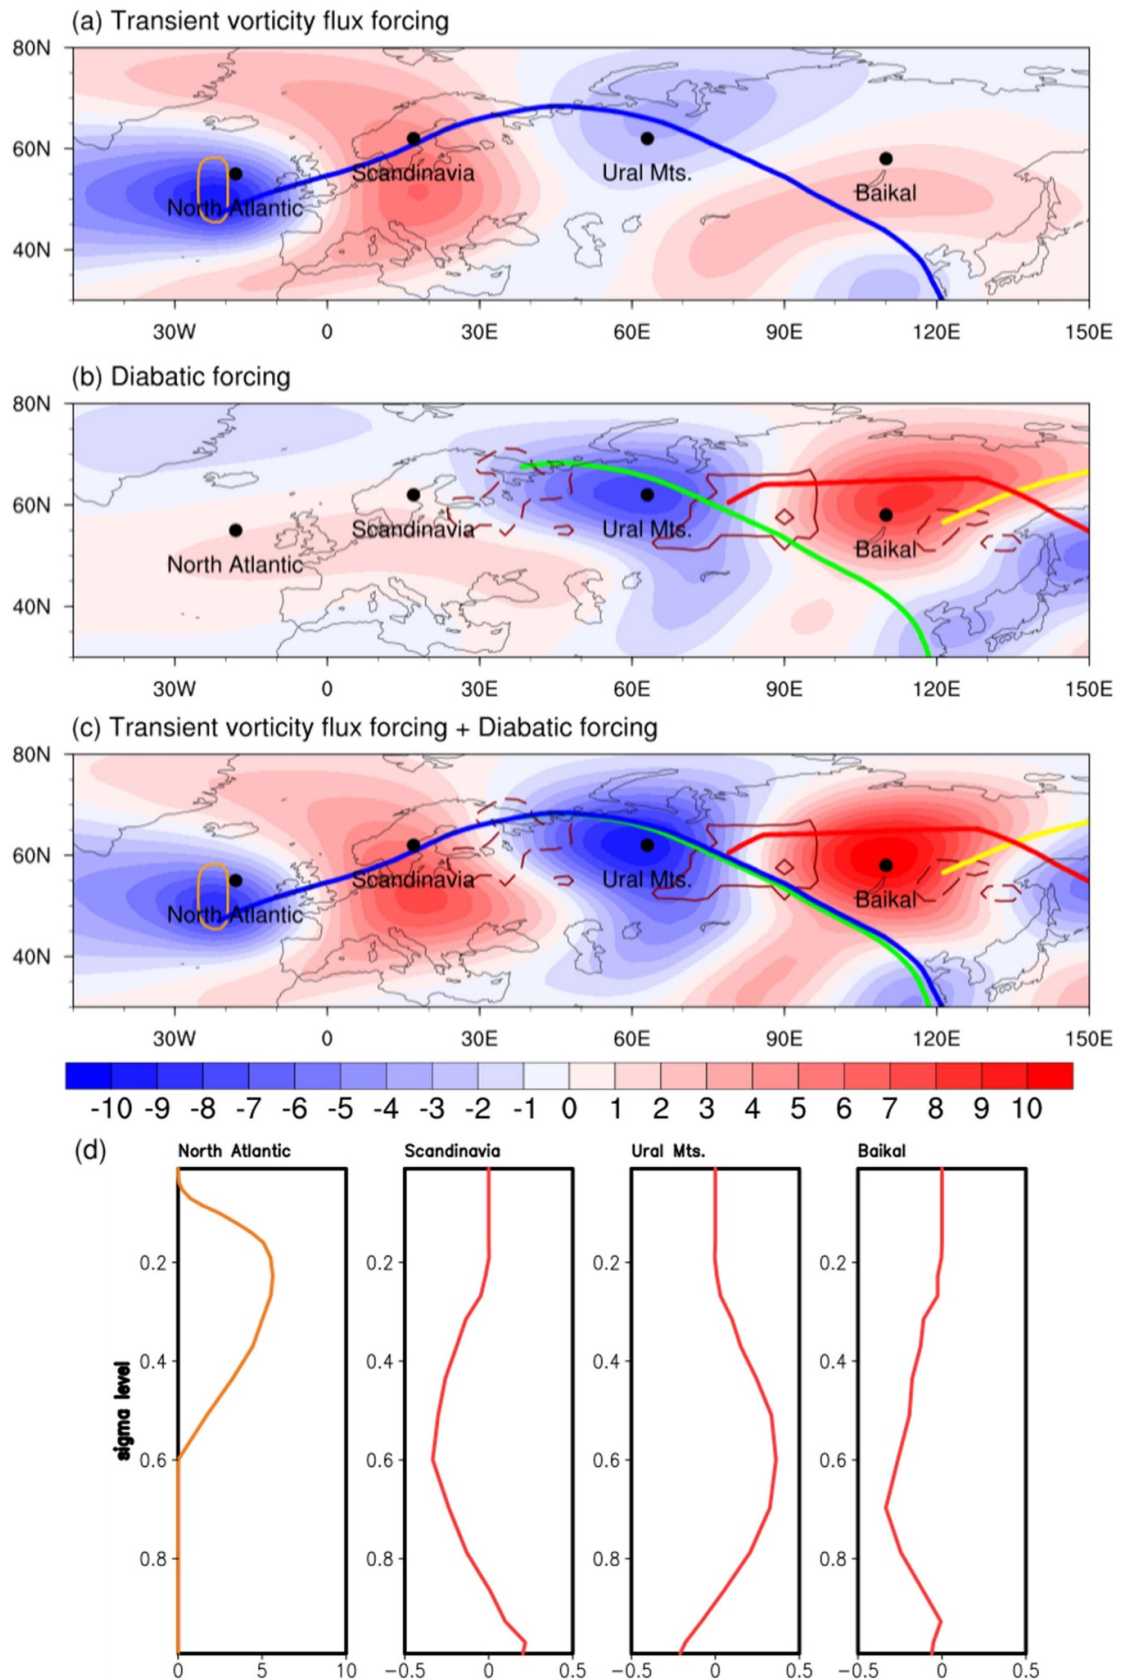 (a) Transient vorticity flux forcing
80N
60N
40N
Scandinavia
Ural Mts.
Baikal
North Atlantic
30W 0 30E 60E 90E 120E 150E
(b) Diabatic forcing
80N
60N
40N
Scandinavia
Ural Mts.
Baikal
North Atlantic
30W 0 30E 60E 90E 120E 150E
(c) Transient vorticity flux forcing + Diabatic forcing
80N
60N
40N
Scandinavia
Ural Mts.
Baikal
North Atlantic
30W 0 30E 60E 90E 120E 150E
-10 -9 -8 -7 -6 -5 -4 -3 -2 -1 0 1 2 3 4 5 6 7 8 9 10
(d)
North Atlantic Scandinavia Ural Mts. Baikal
0.2 0.2 0.2 0.2
0.4 0.4 0.4 0.4
sigma level
0.6 0.6 0.6 0.6
0.8 0.8 0.8 0.8
0 5 10 −0.5 0 0.5 −0.5 0 0.5 −0.5 0 0.5